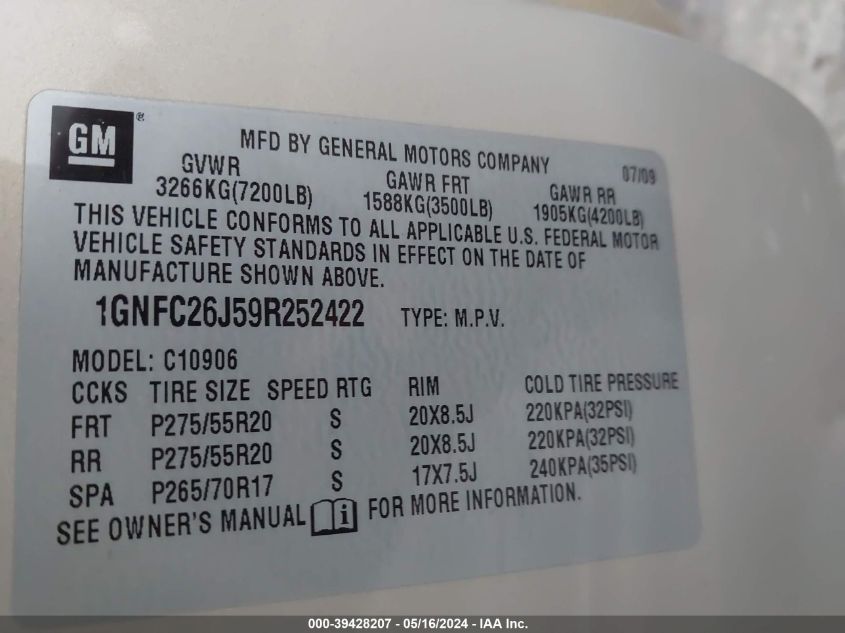 GM®
MFD BY GENERAL MOTORS COMPANY 07/09
GVWR GAWR FRT GAWR RR
3266KG(7200LB) 1588KG(3500LB) 1905KG(4200LB)
THIS VEHICLE CONFORMS TO ALL APPLICABLE U.S. FEDERAL MOTOR
VEHICLE SAFETY STANDARDS IN EFFECT ON THE DATE OF
MANUFACTURE SHOWN ABOVE.
1GNFC26J59R252422 TYPE: M.P.V.
MODEL: C10906
CCKS TIRE SIZE SPEED RTG RIM COLD TIRE PRESSURE
FRT P275/55R20 S 20X8.5J 220KPA(32PSI)
RR P275/55R20 S 20X8.5J 220KPA(32PSI)
SPA P265/70R17 S 17X7.5J 240KPA(35PSI)
SEE OWNER'S MANUAL i FOR MORE INFORMATION.
000-39428207 - 05/16/2024 - IAA Inc.